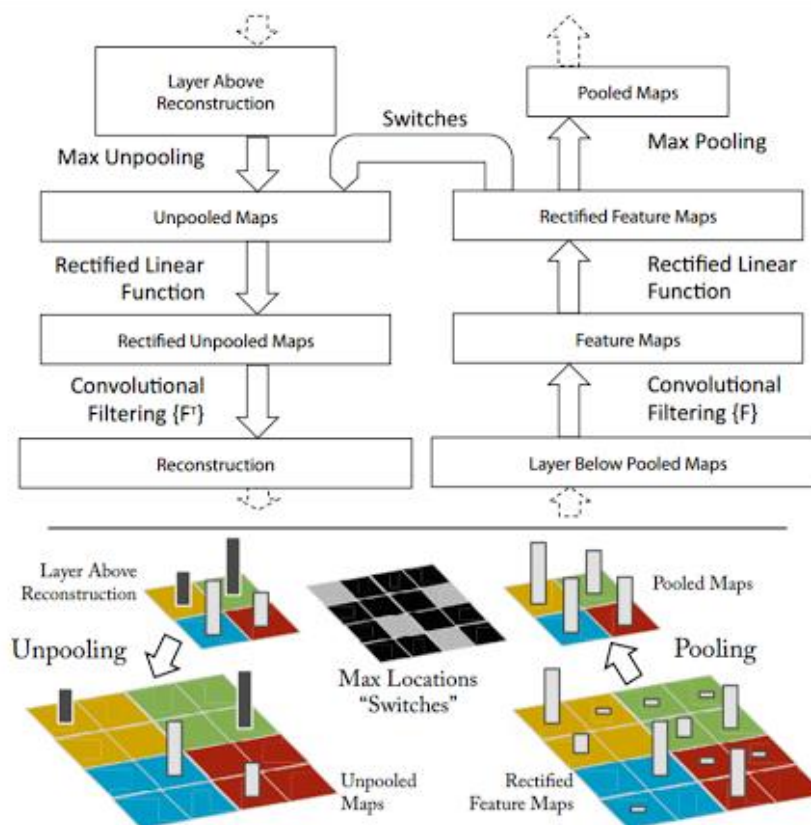 Layer Above
Reconstruction
Max Unpooling
Unpooled Maps
Rectified Linear
Function
Rectified Unpooled Maps
Convolutional
Filtering {Fᵀ}
Reconstruction
Switches
Pooled Maps
Max Pooling
Rectified Feature Maps
Rectified Linear
Function
Feature Maps
Convolutional
Filtering {F}
Layer Below Pooled Maps
Layer Above
Reconstruction
Unpooling
Unpooled
Maps
Max Locations
“Switches”
Pooled Maps
Pooling
Rectified
Feature Maps